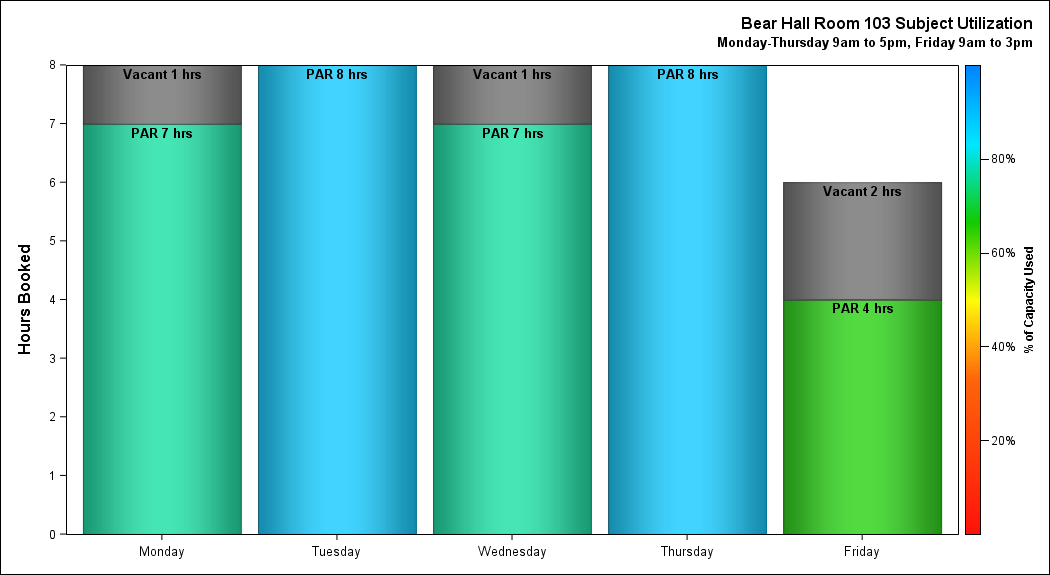 Bear Hall Room 103 Subject Utilization
Monday-Thursday 9am to 5pm, Friday 9am to 3pm
Hours Booked
8
7
6
5
4
3
2
1
0
Vacant 1 hrs
PAR 7 hrs
PAR 8 hrs
Vacant 1 hrs
PAR 7 hrs
PAR 8 hrs
Vacant 2 hrs
PAR 4 hrs
Monday
Tuesday
Wednesday
Thursday
Friday
80%
60%
40%
20%
% of Capacity Used